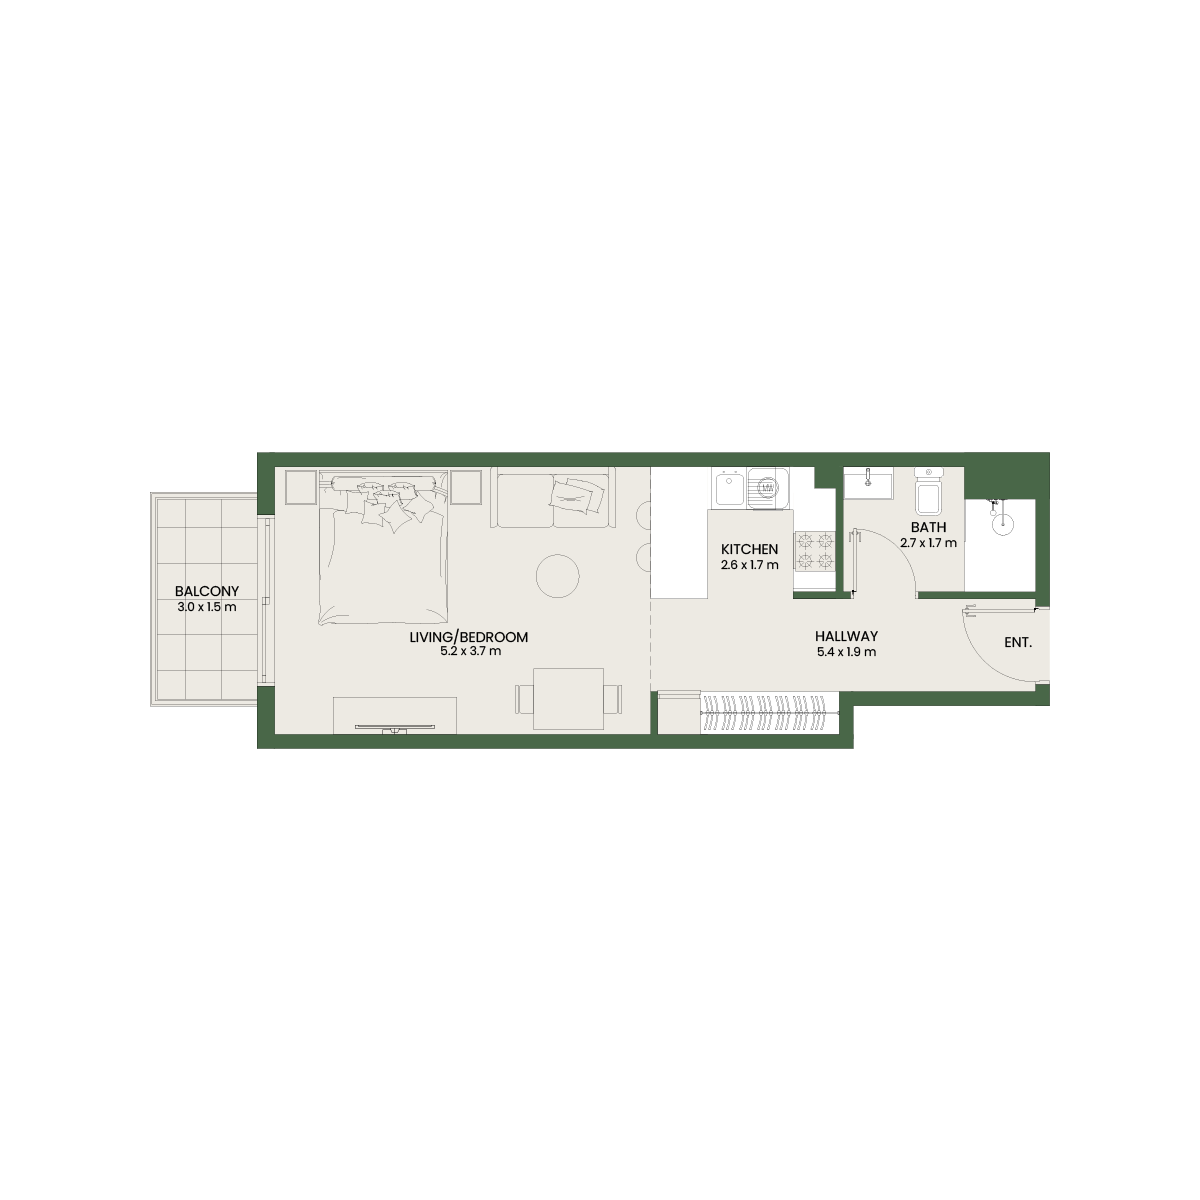 BATH
2.7 x 1.7 m
KITCHEN
2.6 x 1.7 m
BALCONY
3.0 x 1.5 m
LIVING/BEDROOM
5.2 x 3.7 m
HALLWAY
5.4 x 1.9 m
ENT.